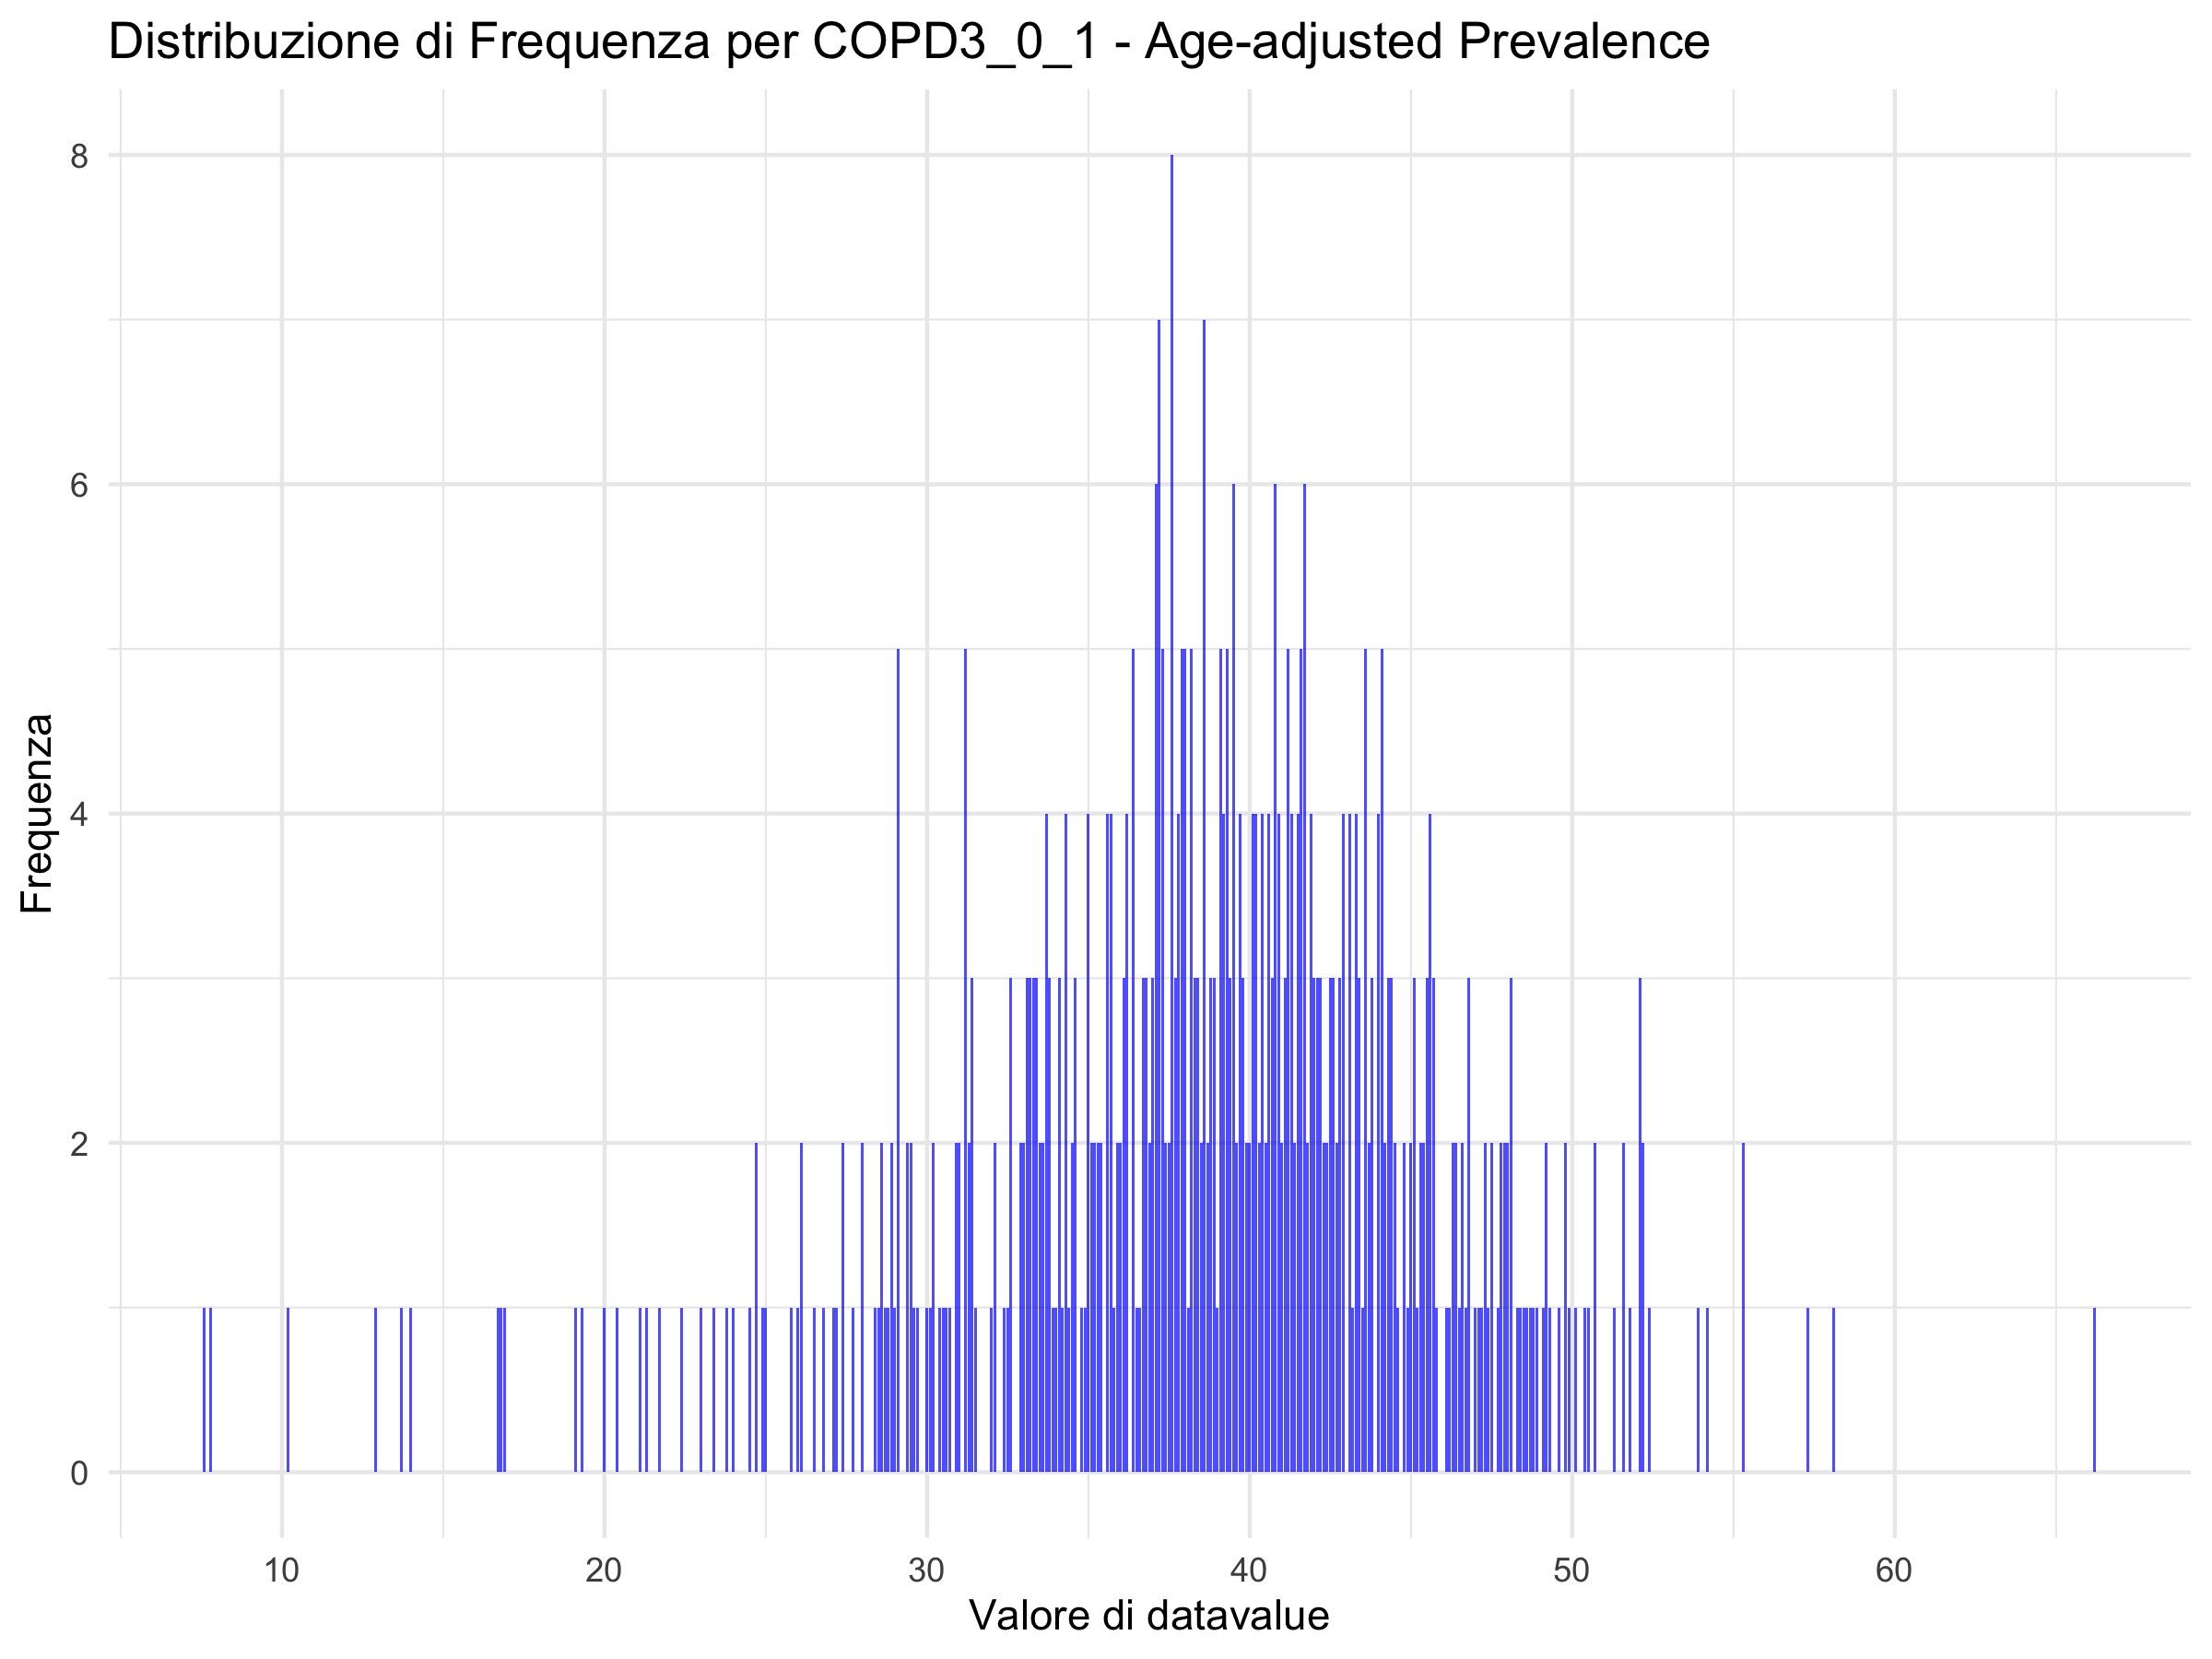 Distribuzione di Frequenza per COPD3_0_1 - Age-adjusted Prevalence
8
6
4
2
0
Frequenza
10 20 30 40 50 60
Valore di datavalue